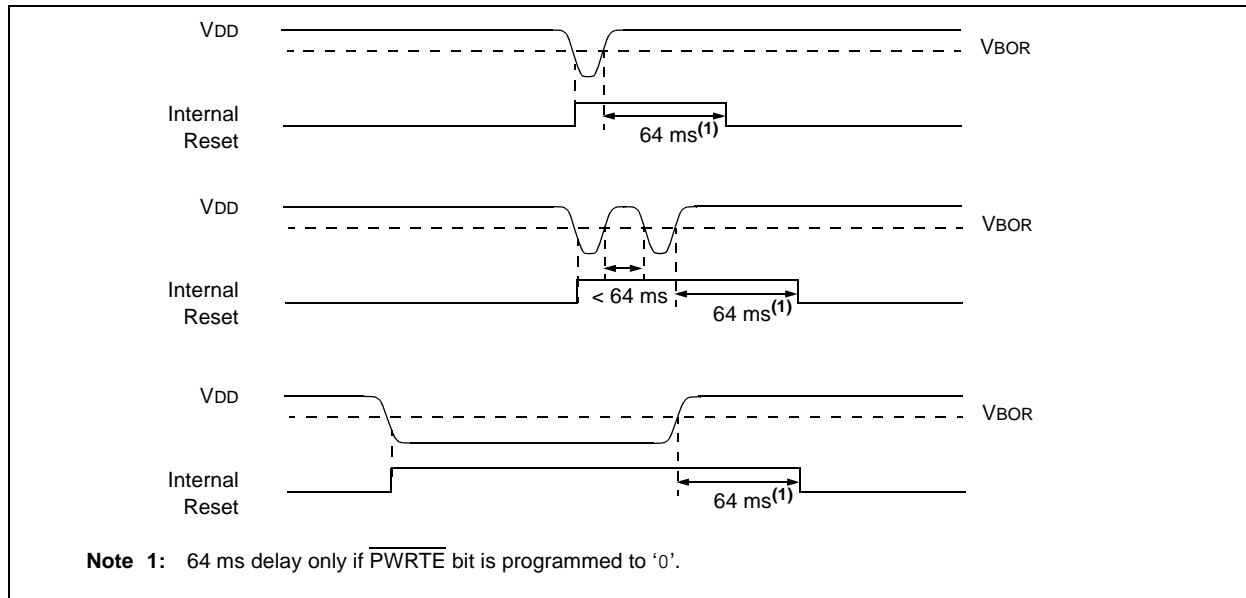 VDD
VBOR
Internal
Reset
64 ms(1)
VDD
VBOR
Internal
Reset
< 64 ms
64 ms(1)
VDD
VBOR
Internal
Reset
64 ms(1)
Note 1: 64 ms delay only if PWRTE bit is programmed to ‘0’.